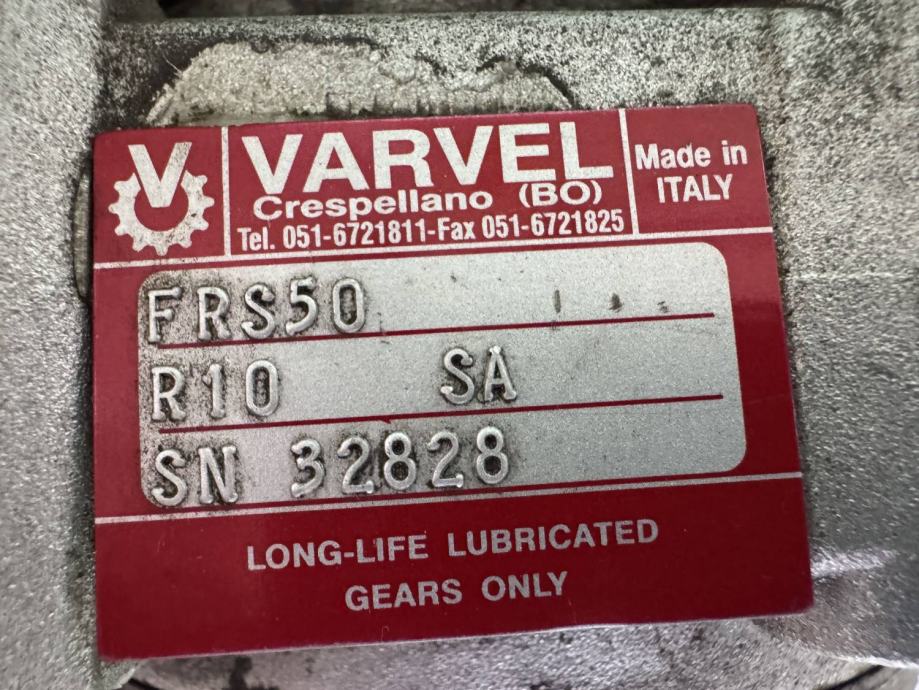 V
VARVEL
Crespellano (BO)
Tel. 051-6721811-Fax 051-6721825
Made in
ITALY
FRS50
R10 SA
SN 32828
LONG-LIFE LUBRICATED
GEARS ONLY